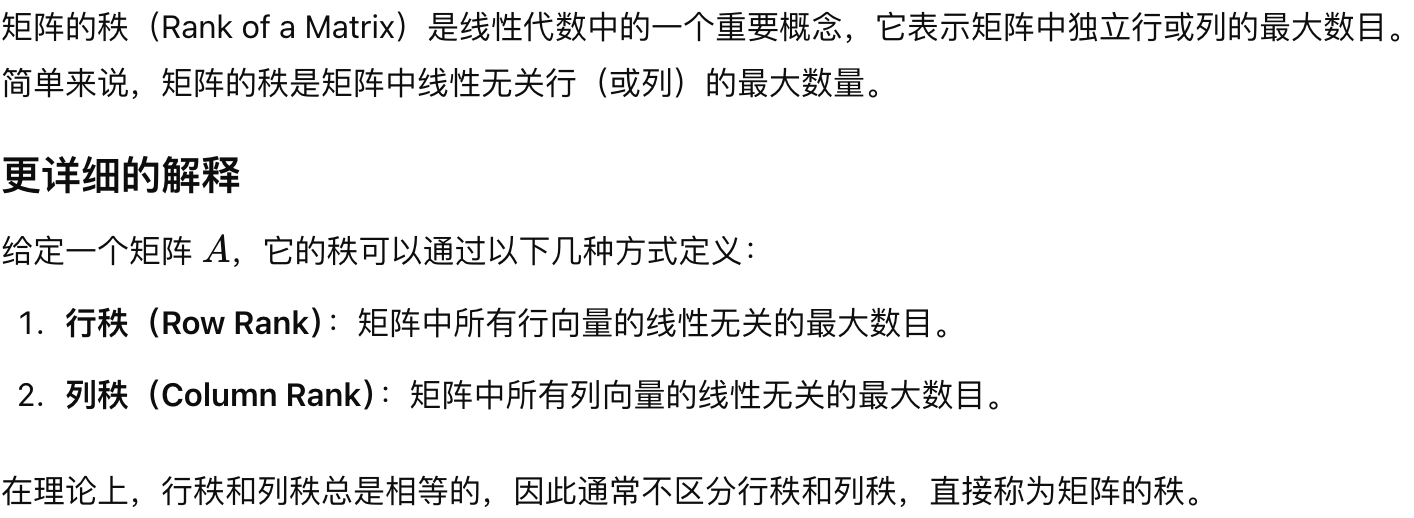 矩阵的秩（Rank of a Matrix）是线性代数中的一个重要概念，它表示矩阵中独立行或列的最大数目。
简单来说，矩阵的秩是矩阵中线性无关行（或列）的最大数量。
更详细的解释
给定一个矩阵 A，它的秩可以通过以下几种方式定义：
1. 行秩（Row Rank）：矩阵中所有行向量的线性无关的最大数目。
2. 列秩（Column Rank）：矩阵中所有列向量的线性无关的最大数目。
在理论上，行秩和列秩总是相等的，因此通常不区分行秩和列秩，直接称为矩阵的秩。